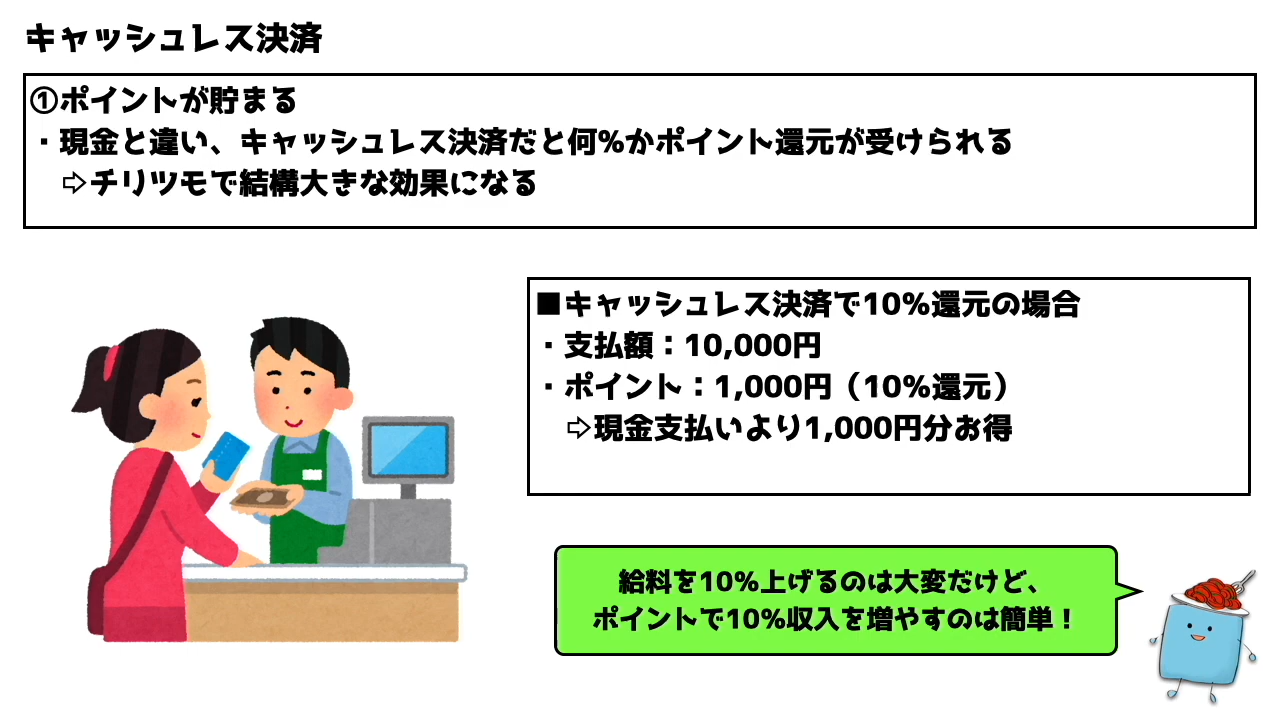 キャッシュレス決済
①ポイントが貯まる
・現金と違い、キャッシュレス決済だと何%かポイント還元が受けられる
⇨チリツモで結構大きな効果になる
■キャッシュレス決済で10%還元の場合
・支払額：10,000円
・ポイント：1,000円（10%還元）
⇨現金支払いより1,000円分お得
給料を10%上げるのは大変だけど、
ポイントで10%収入を増やすのは簡単！